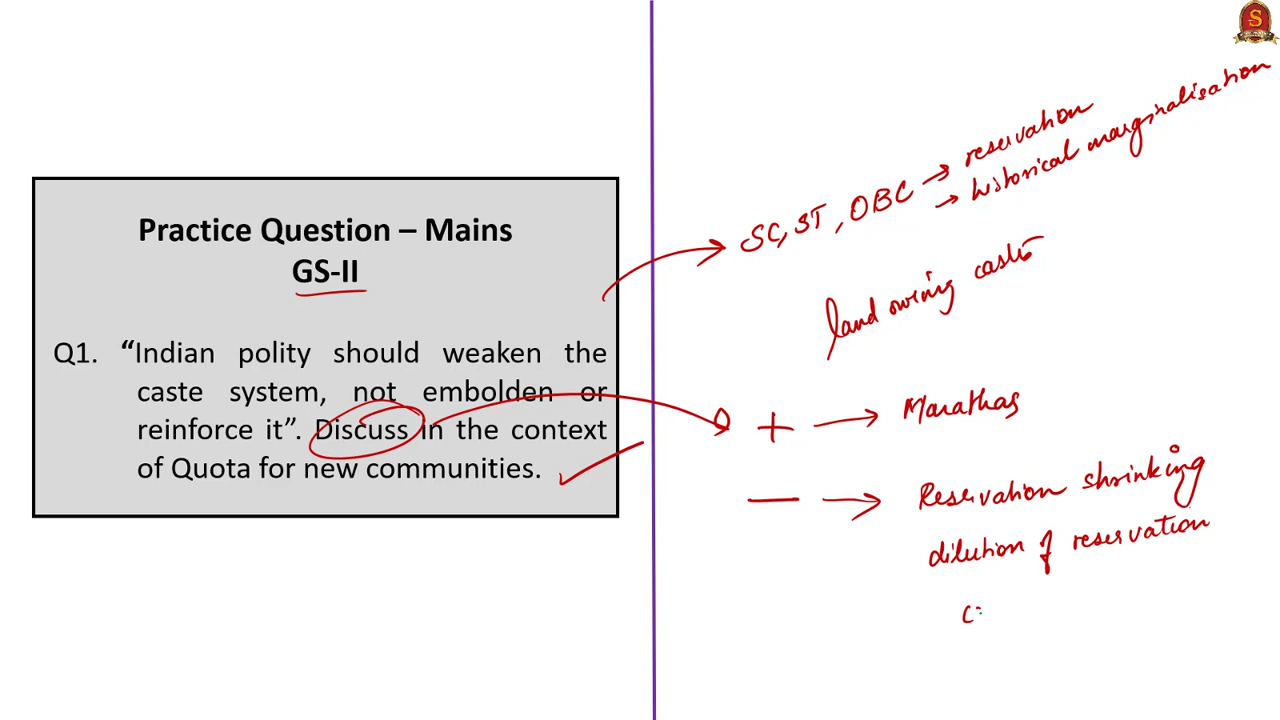 S
Practice Question – Mains
GS-II
Q1. “Indian polity should weaken the
caste system, not embolden or
reinforce it”. Discuss in the context
of Quota for new communities.
SC, ST, OBC → reservation
→ historical marginalisation
land owing castes
+ → Marathas
— → Reservation shrinking
dilution of reservation